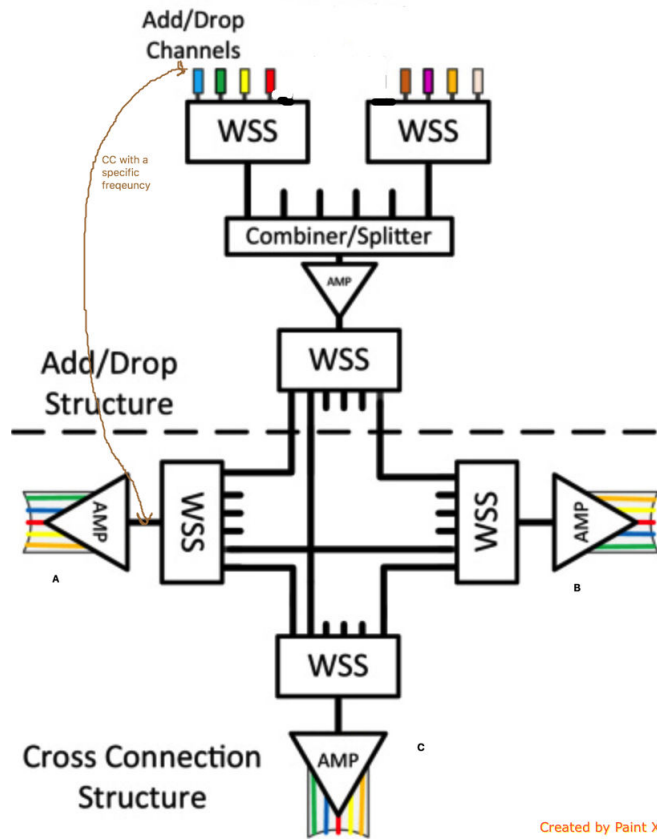 Add/Drop
Channels
WSS
WSS
CC with a
specific
freqeuncy
Combiner/Splitter
AMP
WSS
Add/Drop
Structure
AMP
WSS
WSS
AMP
A
B
WSS
AMP
C
Cross Connection
Structure
Created by Paint X